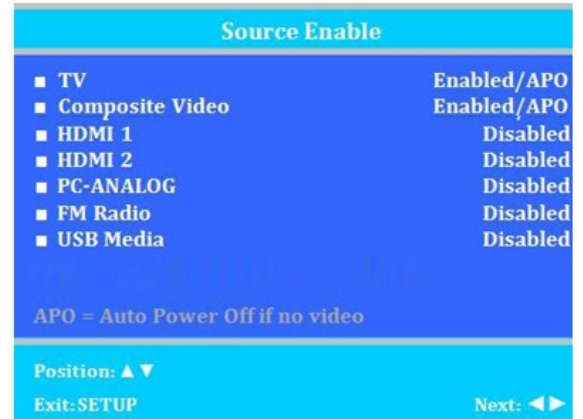 Source Enable
■ TV Enabled/APO
■ Composite Video Enabled/APO
■ HDMI 1 Disabled
■ HDMI 2 Disabled
■ PC-ANALOG Disabled
■ FM Radio Disabled
■ USB Media Disabled
APO = Auto Power Off if no video
Position: ▲ ▼
Exit: SETUP Next: ◀ ▶